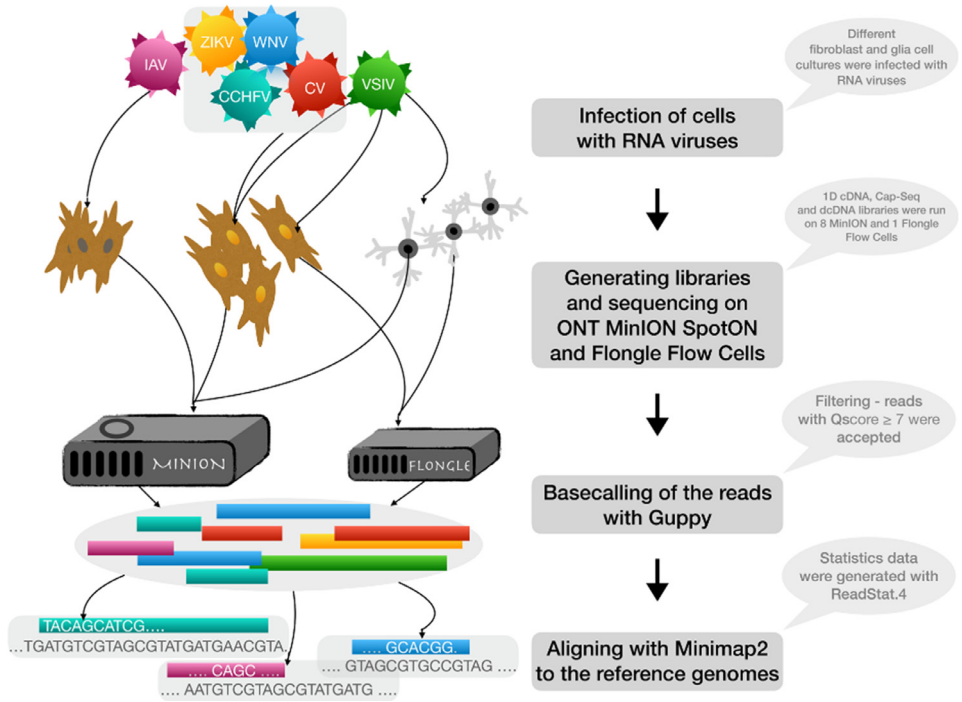 IAV
ZIKV
WNV
CCHFV
CV
VSIV
MINION
FLONGLE
TACAGCATCG....
...TGATGTCGTAGCGTATGATGAACGTA.
.... CAGC ....
.... AATGTCGTAGCGTATGATG ....
.... GCACGG.
.... GTAGCGTGCCGTAG ....
Infection of cells
with RNA viruses
Different
fibroblast and glia cell
cultures were infected with
RNA viruses
Generating libraries
and sequencing on
ONT MinION SpotON
and Flongle Flow Cells
1D cDNA, Cap-Seq
and dcDNA libraries were run
on 8 MinION and 1 Flongle
Flow Cells
Basecalling of the reads
with Guppy
Filtering - reads
with Qscore ≥ 7 were
accepted
Aligning with Minimap2
to the reference genomes
Statistics data
were generated with
ReadStat.4